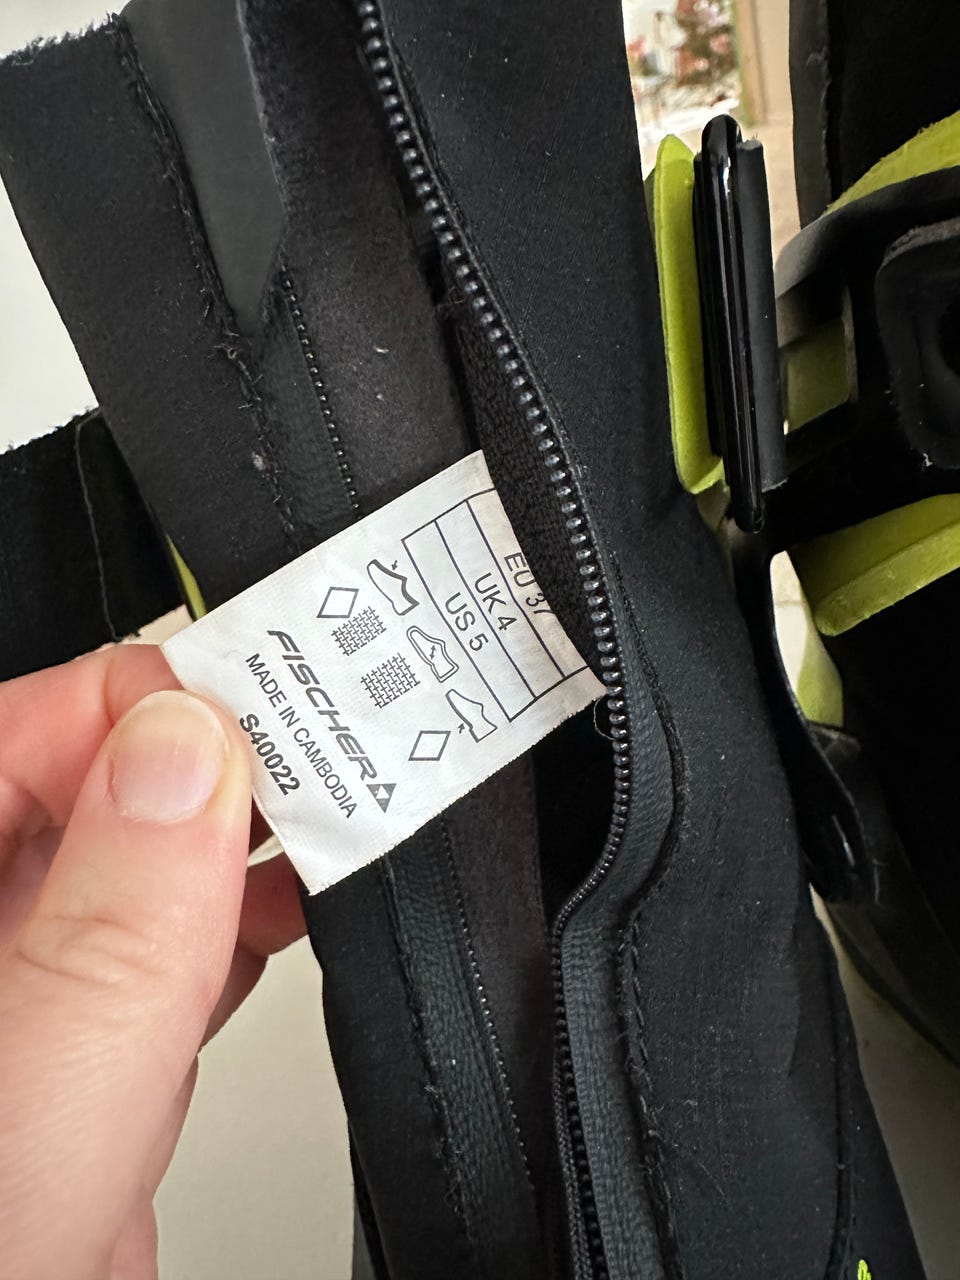 EU 37
UK 4
US 5
FISCHER
MADE IN CAMBODIA
S40022